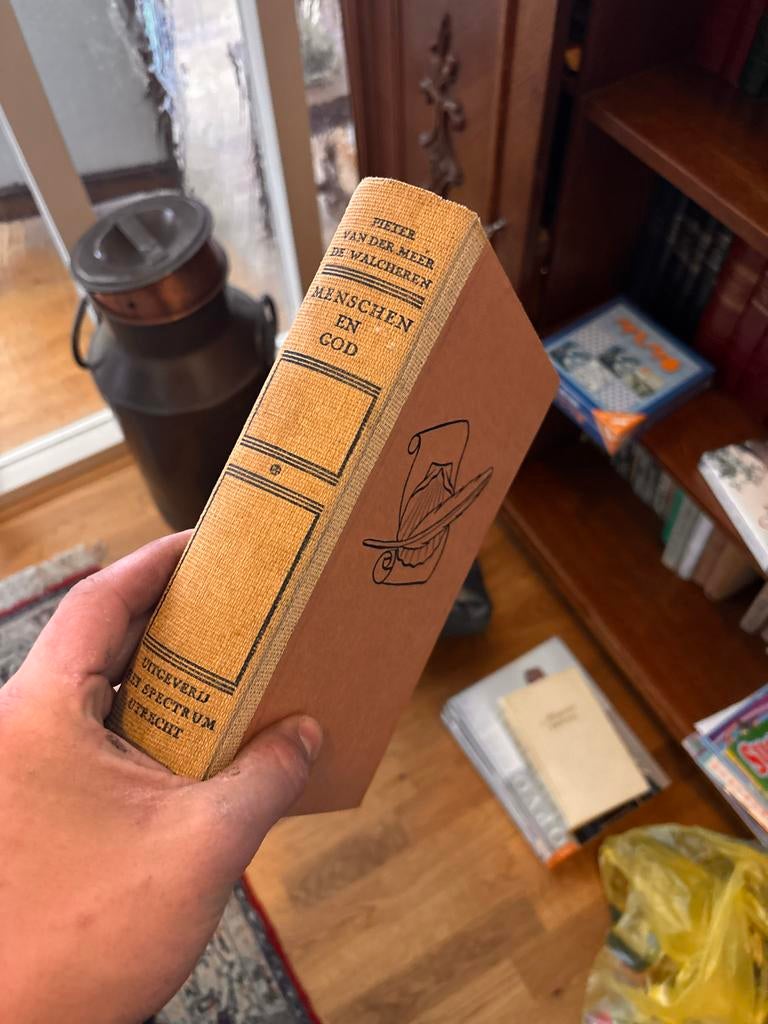 PIETER
VAN DER MEER
DE WALCHEREN
MENSCHEN
EN
GOD
UITGEVERIJ
HET SPECTRUM
UTRECHT